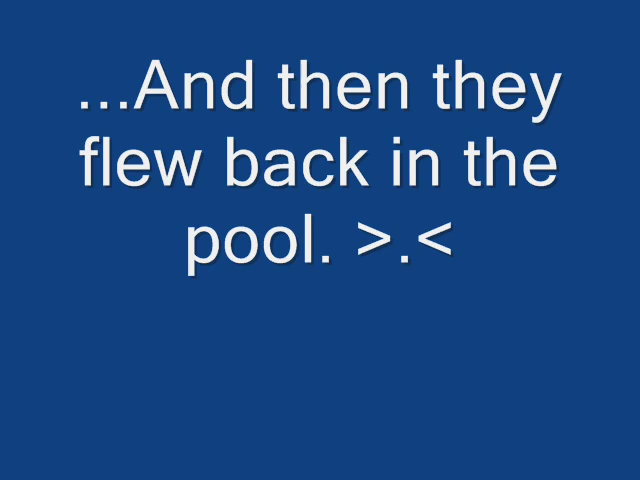 ...And then they
flew back in the
pool. >.<